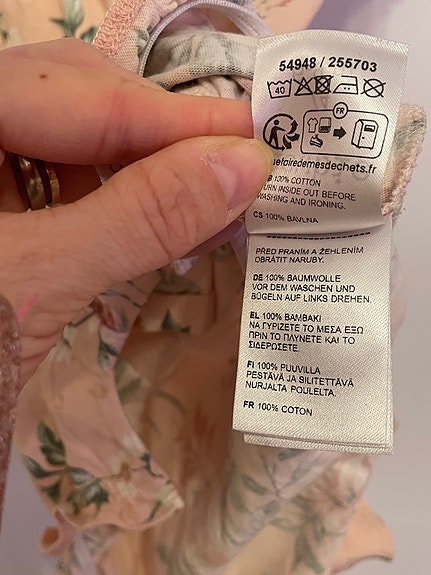 54948 / 255703
40
FR
efairedemesdechets.fr
100% COTTON
TURN INSIDE OUT BEFORE
WASHING AND IRONING.
CS 100% BAVLNA
PŘED PRANÍM A ŽEHLENÍM
OBRÁTIT NARUBY.
DE 100% BAUMWOLLE
VOR DEM WASCHEN UND
BÜGELN AUF LINKS DREHEN.
EL 100% ΒΑΜΒΑΚΙ
ΝΑ ΓΥΡΙΖΕΤΕ ΤΟ ΜΕΣΑ ΕΞΩ
ΠΡΙΝ ΤΟ ΠΛΥΝΕΤΕ ΚΑΙ ΤΟ
ΣΙΔΕΡΩΣΕΤΕ.
FI 100% PUUVILLA
PESTÄVÄ JA SILITETTÄVÄ
NURJALTA PUOLELTA.
FR 100% COTON